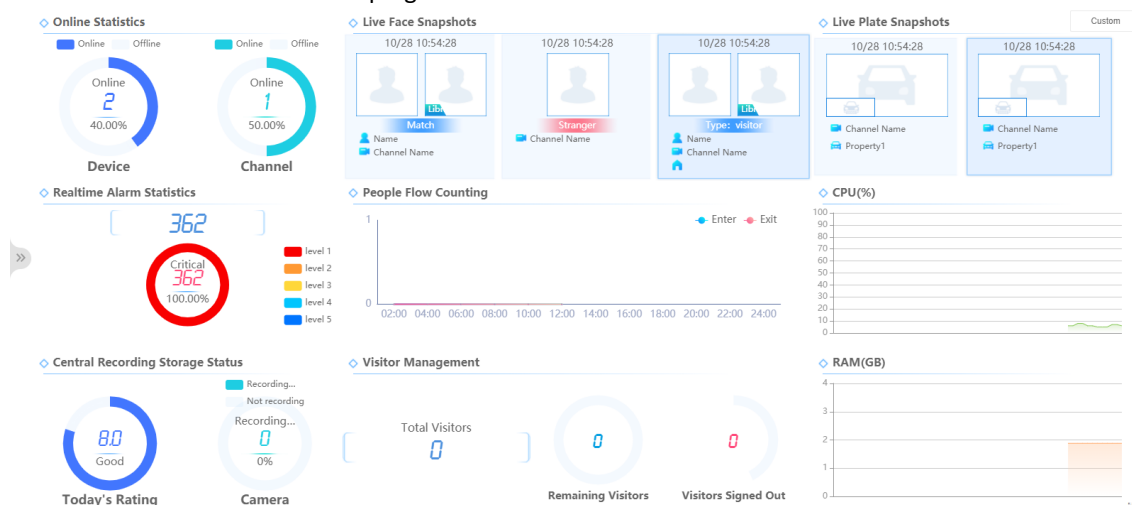 Online Statistics
Online Offline
Online
2
40.00%
Device
Online Offline
Online
1
50.00%
Channel
Live Face Snapshots
10/28 10:54:28
Match
Name
Channel Name
10/28 10:54:28
Stranger
Channel Name
10/28 10:54:28
Type: visitor
Name
Channel Name
Live Plate Snapshots
Custom
10/28 10:54:28
Channel Name
Property1
10/28 10:54:28
Channel Name
Property1
Realtime Alarm Statistics
362
Critical
362
100.00%
level 1
level 2
level 3
level 4
level 5
People Flow Counting
Enter Exit
1
0
02:00 04:00 06:00 08:00 10:00 12:00 14:00 16:00 18:00 20:00 22:00 24:00
CPU(%)
100
90
80
70
60
50
40
30
20
10
0
Central Recording Storage Status
8.0
Good
Today's Rating
Recording...
Not recording
Recording...
0
0%
Camera
Visitor Management
Total Visitors
0
0
Remaining Visitors
0
Visitors Signed Out
RAM(GB)
4
3
2
1
0